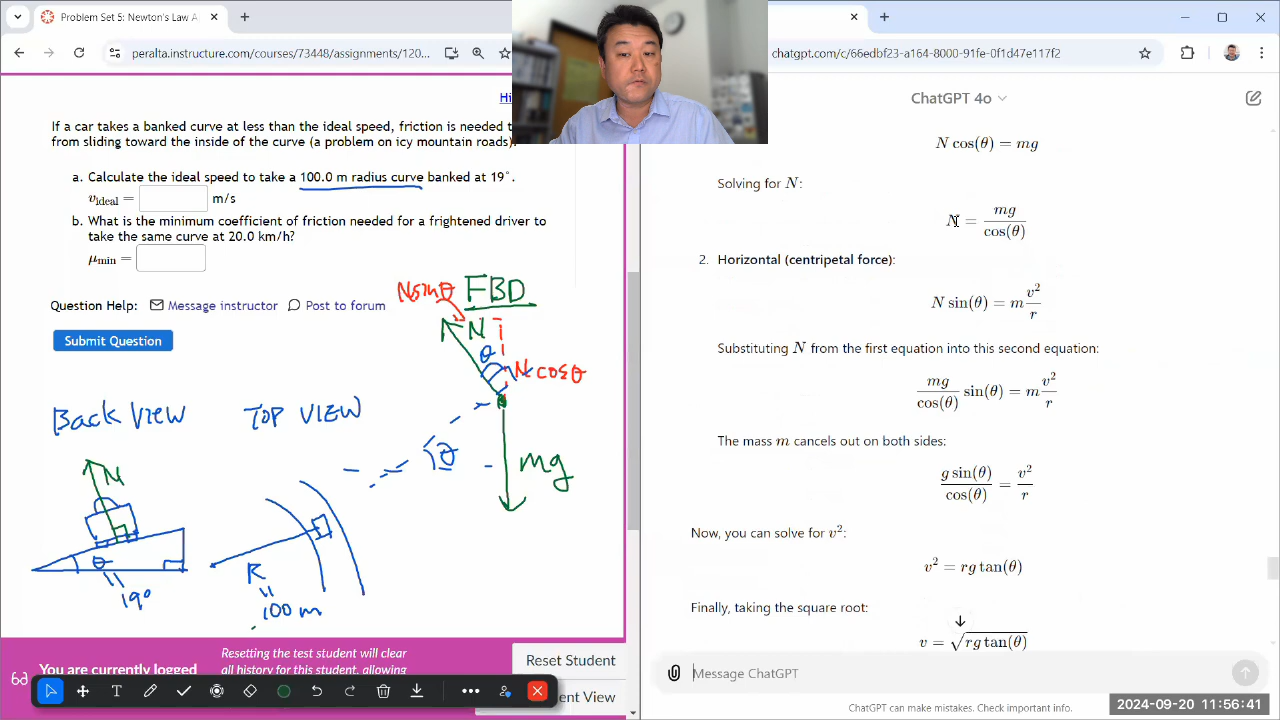 Problem Set 5: Newton's Law A
peralta.instructure.com/courses/73448/assignments/120...
chatgpt.com/c/66edbf23-a164-8000-91fe-0f1d47e117f2
Hi
If a car takes a banked curve at less than the ideal speed, friction is needed t
from sliding toward the inside of the curve (a problem on icy mountain roads).
a. Calculate the ideal speed to take a 100.0 m radius curve banked at 19°.
v_ideal = m/s
b. What is the minimum coefficient of friction needed for a frightened driver to
take the same curve at 20.0 km/h?
μ_min =
Question Help: Message instructor Post to forum
Submit Question
FBD
N sinθ
N
θ
N cosθ
mg
θ
BACK VIEW
TOP VIEW
N
θ
19°
R
100 m
You are currently logged
Resetting the test student will clear
all history for this student, allowing
Reset Student
ent View
ChatGPT 4o
N cos(θ) = mg
Solving for N:
N = mg / cos(θ)
2. Horizontal (centripetal force):
N sin(θ) = m v² / r
Substituting N from the first equation into this second equation:
mg / cos(θ) sin(θ) = m v² / r
The mass m cancels out on both sides:
g sin(θ) / cos(θ) = v² / r
Now, you can solve for v²:
v² = rg tan(θ)
Finally, taking the square root:
v = √rg tan(θ)
Message ChatGPT
ChatGPT can make mistakes. Check important info.
2024-09-20 11:56:41